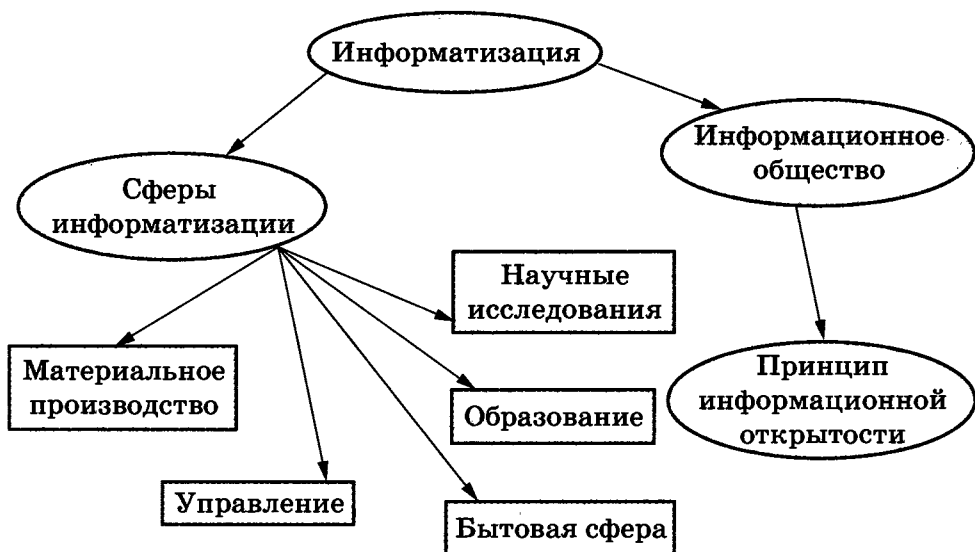 Информатизация
Информационное
общество
Сферы
информатизации
Научные
исследования
Материальное
производство
Принцип
информационной
открытости
Образование
Управление
Бытовая сфера